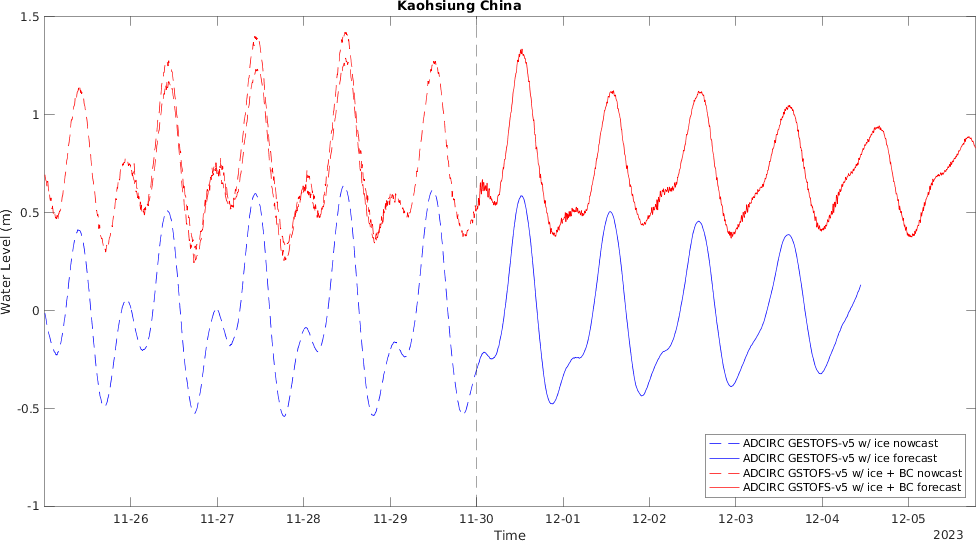 Kaohsiung China
1.5
1
0.5
0
-0.5
-1
Water Level (m)
11-26
11-27
11-28
11-29
11-30
12-01
12-02
12-03
12-04
12-05
Time
2023
ADCIRC GESTOFS-v5 w/ ice nowcast
ADCIRC GESTOFS-v5 w/ ice forecast
ADCIRC GSTOFS-v5 w/ ice + BC nowcast
ADCIRC GSTOFS-v5 w/ ice + BC forecast